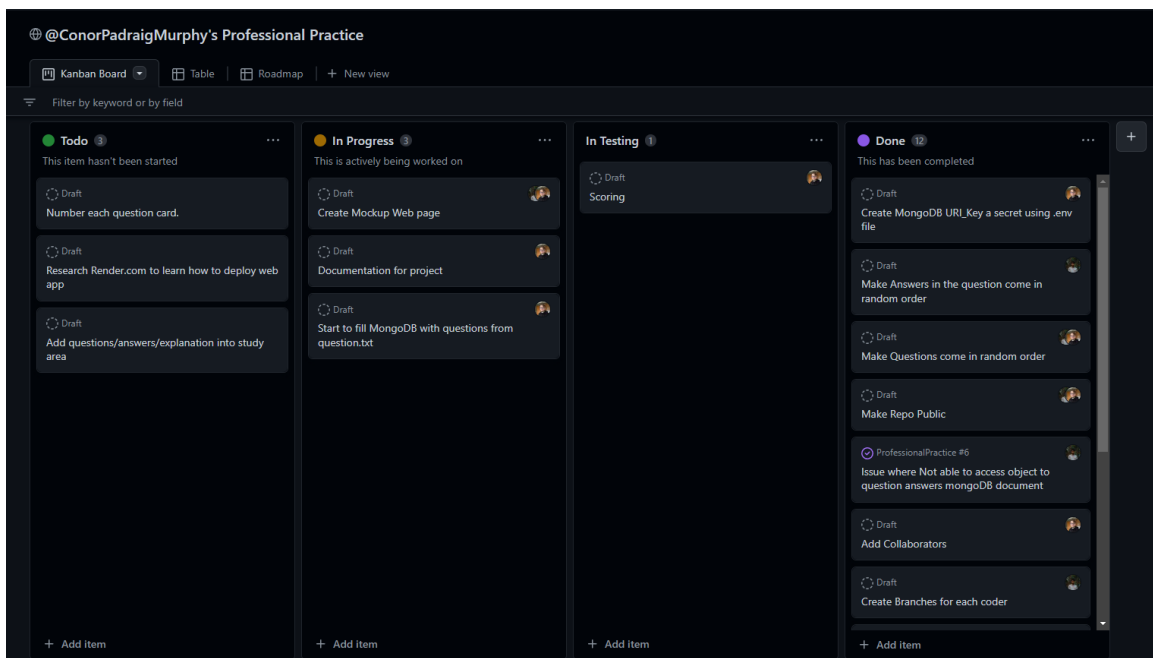 @ConorPadraigMurphy's Professional Practice
Kanban Board
Table
Roadmap
+ New view
Filter by keyword or by field
Todo 3 ...
This item hasn't been started
Draft
Number each question card.
Draft
Research Render.com to learn how to deploy web
app
Draft
Add questions/answers/explanation into study
area
+ Add item
In Progress 3 ...
This is actively being worked on
Draft
Create Mockup Web page
Draft
Documentation for project
Draft
Start to fill MongoDB with questions from
question.txt
+ Add item
In Testing 1 ...
Draft
Scoring
+ Add item
Done 12 ...
This has been completed
Draft
Create MongoDB URI_Key a secret using .env
file
Draft
Make Answers in the question come in
random order
Draft
Make Questions come in random order
Draft
Make Repo Public
ProfessionalPractice #6
Issue where Not able to access object to
question answers mongoDB document
Draft
Add Collaborators
Draft
Create Branches for each coder
+ Add item
+